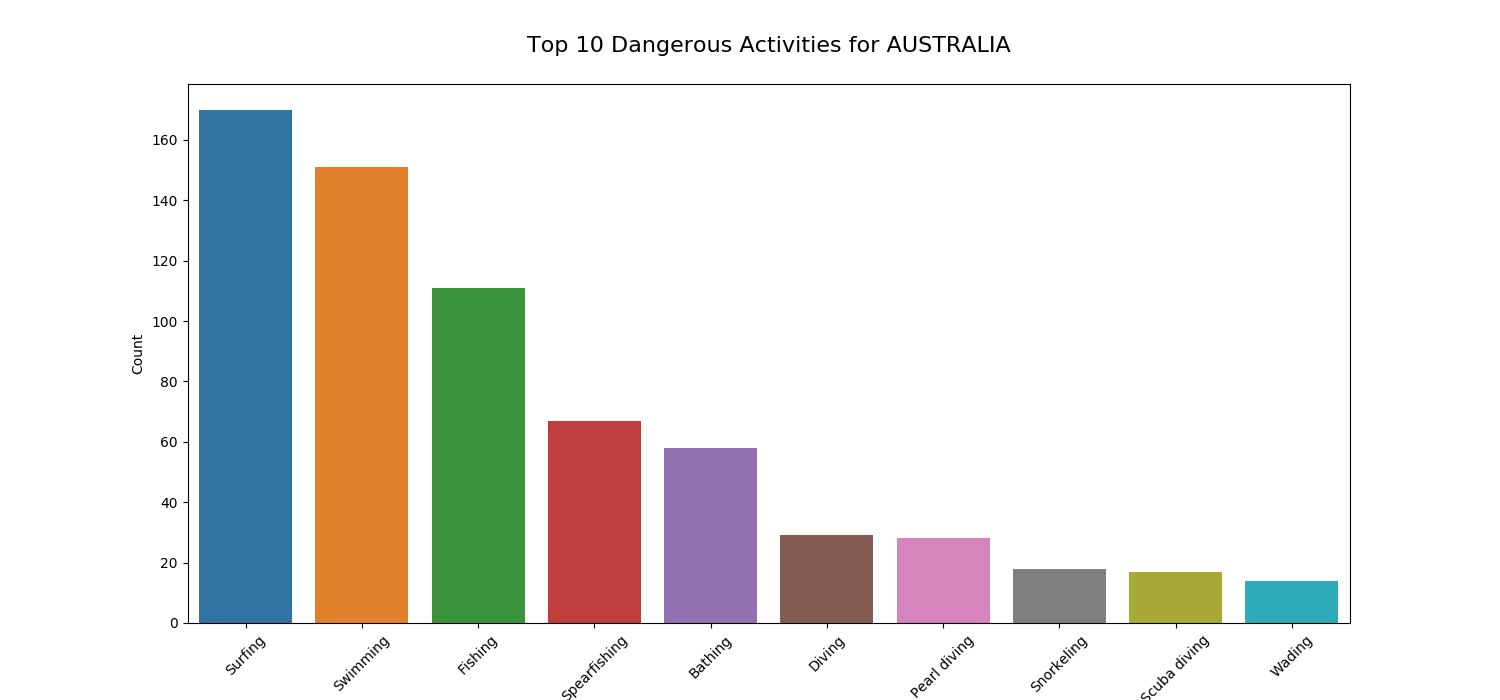 Top 10 Dangerous Activities for AUSTRALIA
Count
160
140
120
100
80
60
40
20
0
Surfing
Swimming
Fishing
Spearfishing
Bathing
Diving
Pearl diving
Snorkeling
Scuba diving
Wading